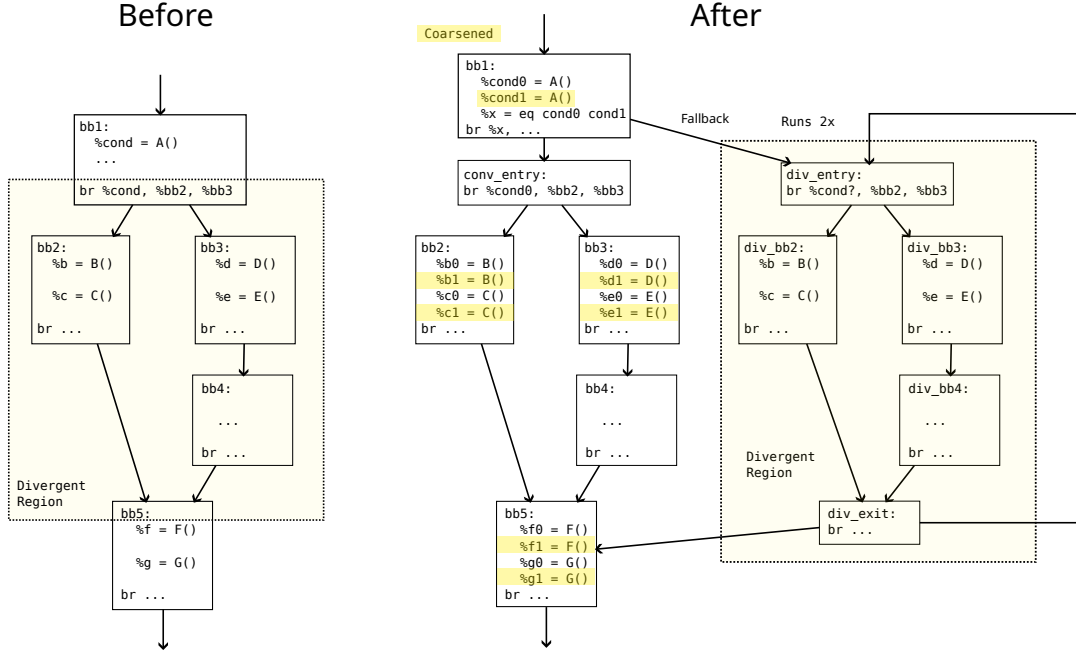 Before
bb1:
%cond = A()
...
br %cond, %bb2, %bb3
bb2:
%b = B()
%c = C()
br ...
bb3:
%d = D()
%e = E()
br ...
bb4:
...
br ...
Divergent
Region
bb5:
%f = F()
%g = G()
br ...
After
Coarsened
bb1:
%cond0 = A()
%cond1 = A()
%x = eq cond0 cond1
br %x, ...
Fallback
Runs 2x
conv_entry:
br %cond0, %bb2, %bb3
bb2:
%b0 = B()
%b1 = B()
%c0 = C()
%c1 = C()
br ...
bb3:
%d0 = D()
%d1 = D()
%e0 = E()
%e1 = E()
br ...
bb4:
...
br ...
bb5:
%f0 = F()
%f1 = F()
%g0 = G()
%g1 = G()
br ...
div_entry:
br %cond?, %bb2, %bb3
div_bb2:
%b = B()
%c = C()
br ...
div_bb3:
%d = D()
%e = E()
br ...
div_bb4:
...
br ...
Divergent
Region
div_exit:
br ...